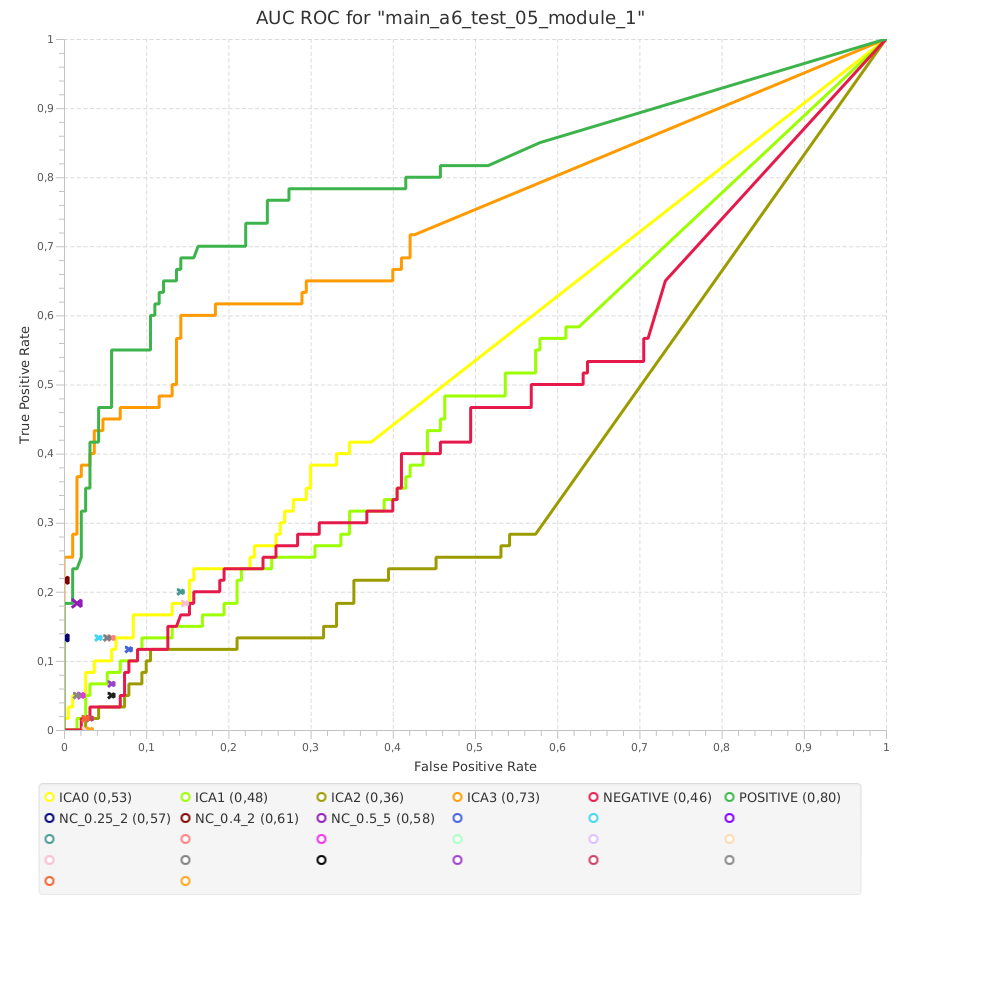 AUC ROC for "main_a6_test_05_module_1"
1
0,9
0,8
0,7
0,6
0,5
0,4
0,3
0,2
0,1
0
True Positive Rate
0 0,1 0,2 0,3 0,4 0,5 0,6 0,7 0,8 0,9 1
False Positive Rate
ICA0 (0,53) ICA1 (0,48) ICA2 (0,36) ICA3 (0,73) NEGATIVE (0,46) POSITIVE (0,80)
NC_0.25_2 (0,57) NC_0.4_2 (0,61) NC_0.5_5 (0,58)